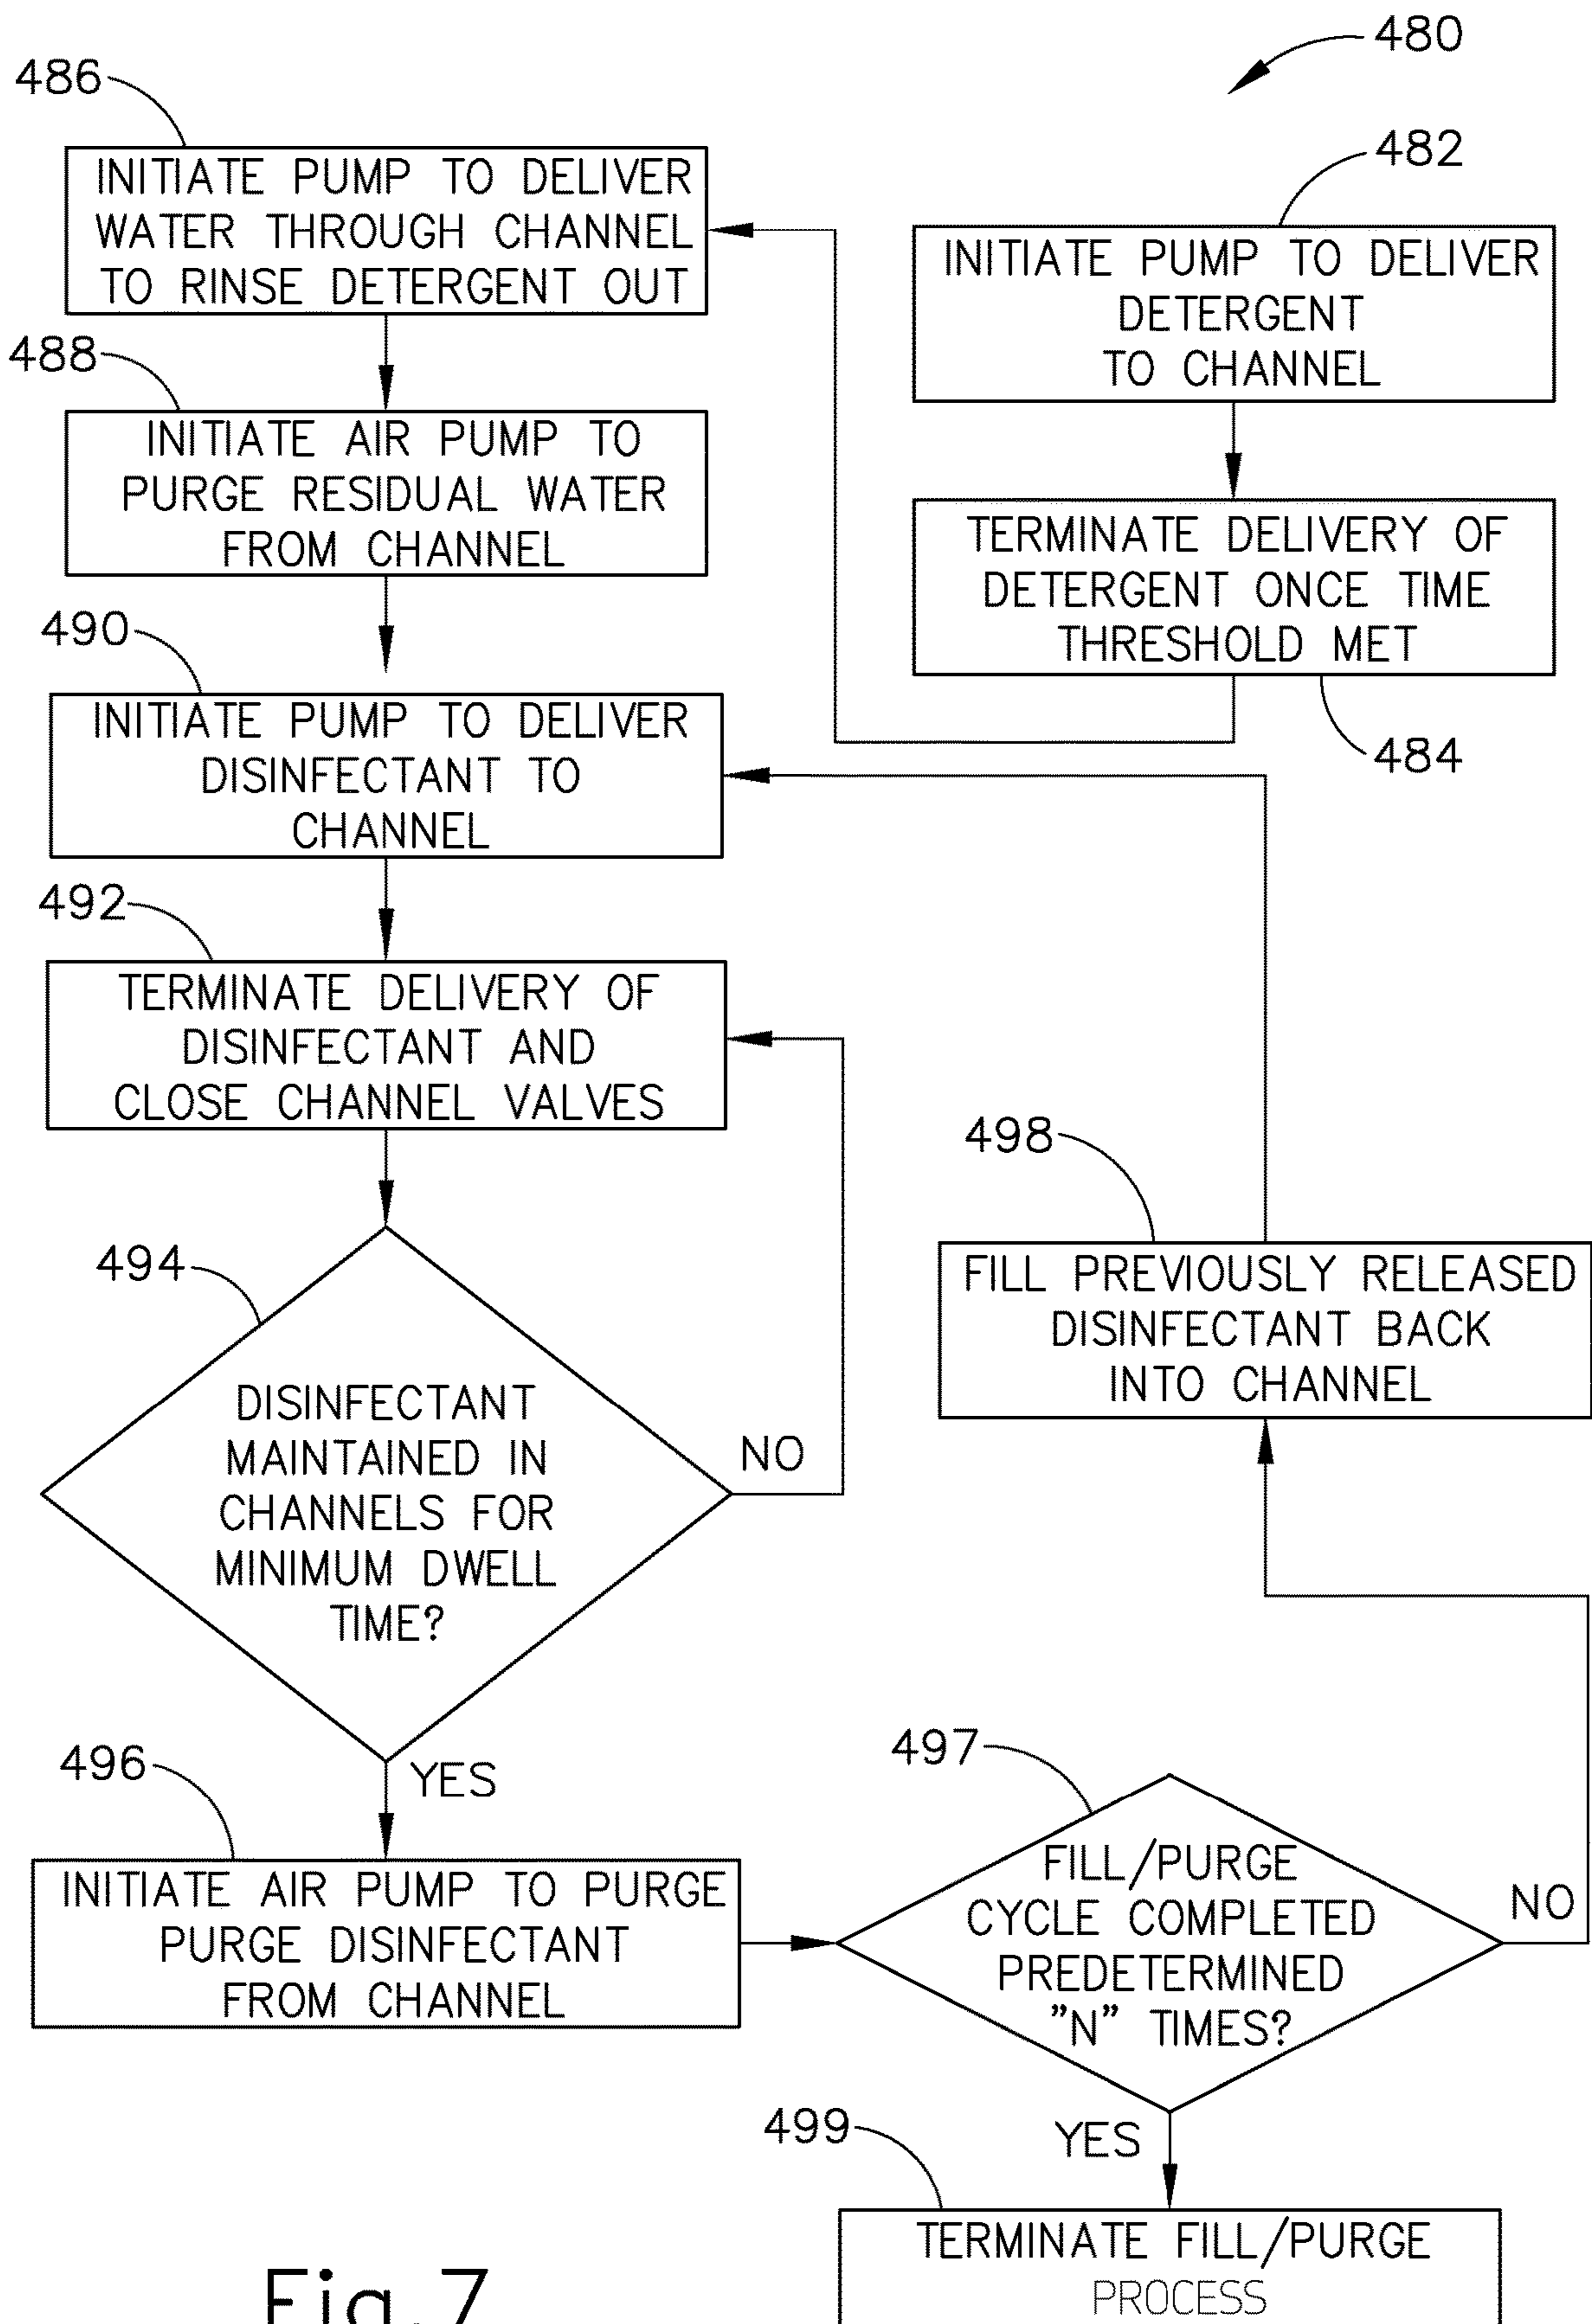 480
482
INITIATE PUMP TO DELIVER
DETERGENT
TO CHANNEL
TERMINATE DELIVERY OF
DETERGENT ONCE TIME
THRESHOLD MET
484
486
INITIATE PUMP TO DELIVER
WATER THROUGH CHANNEL
TO RINSE DETERGENT OUT
488
INITIATE AIR PUMP TO
PURGE RESIDUAL WATER
FROM CHANNEL
490
INITIATE PUMP TO DELIVER
DISINFECTANT TO
CHANNEL
492
TERMINATE DELIVERY OF
DISINFECTANT AND
CLOSE CHANNEL VALVES
494
DISINFECTANT
MAINTAINED IN
CHANNELS FOR
MINIMUM DWELL
TIME?
NO
YES
496
INITIATE AIR PUMP TO PURGE
PURGE DISINFECTANT
FROM CHANNEL
497
FILL/PURGE
CYCLE COMPLETED
PREDETERMINED
"N" TIMES?
NO
498
FILL PREVIOUSLY RELEASED
DISINFECTANT BACK
INTO CHANNEL
YES
499
TERMINATE FILL/PURGE
PROCESS
Fig.7